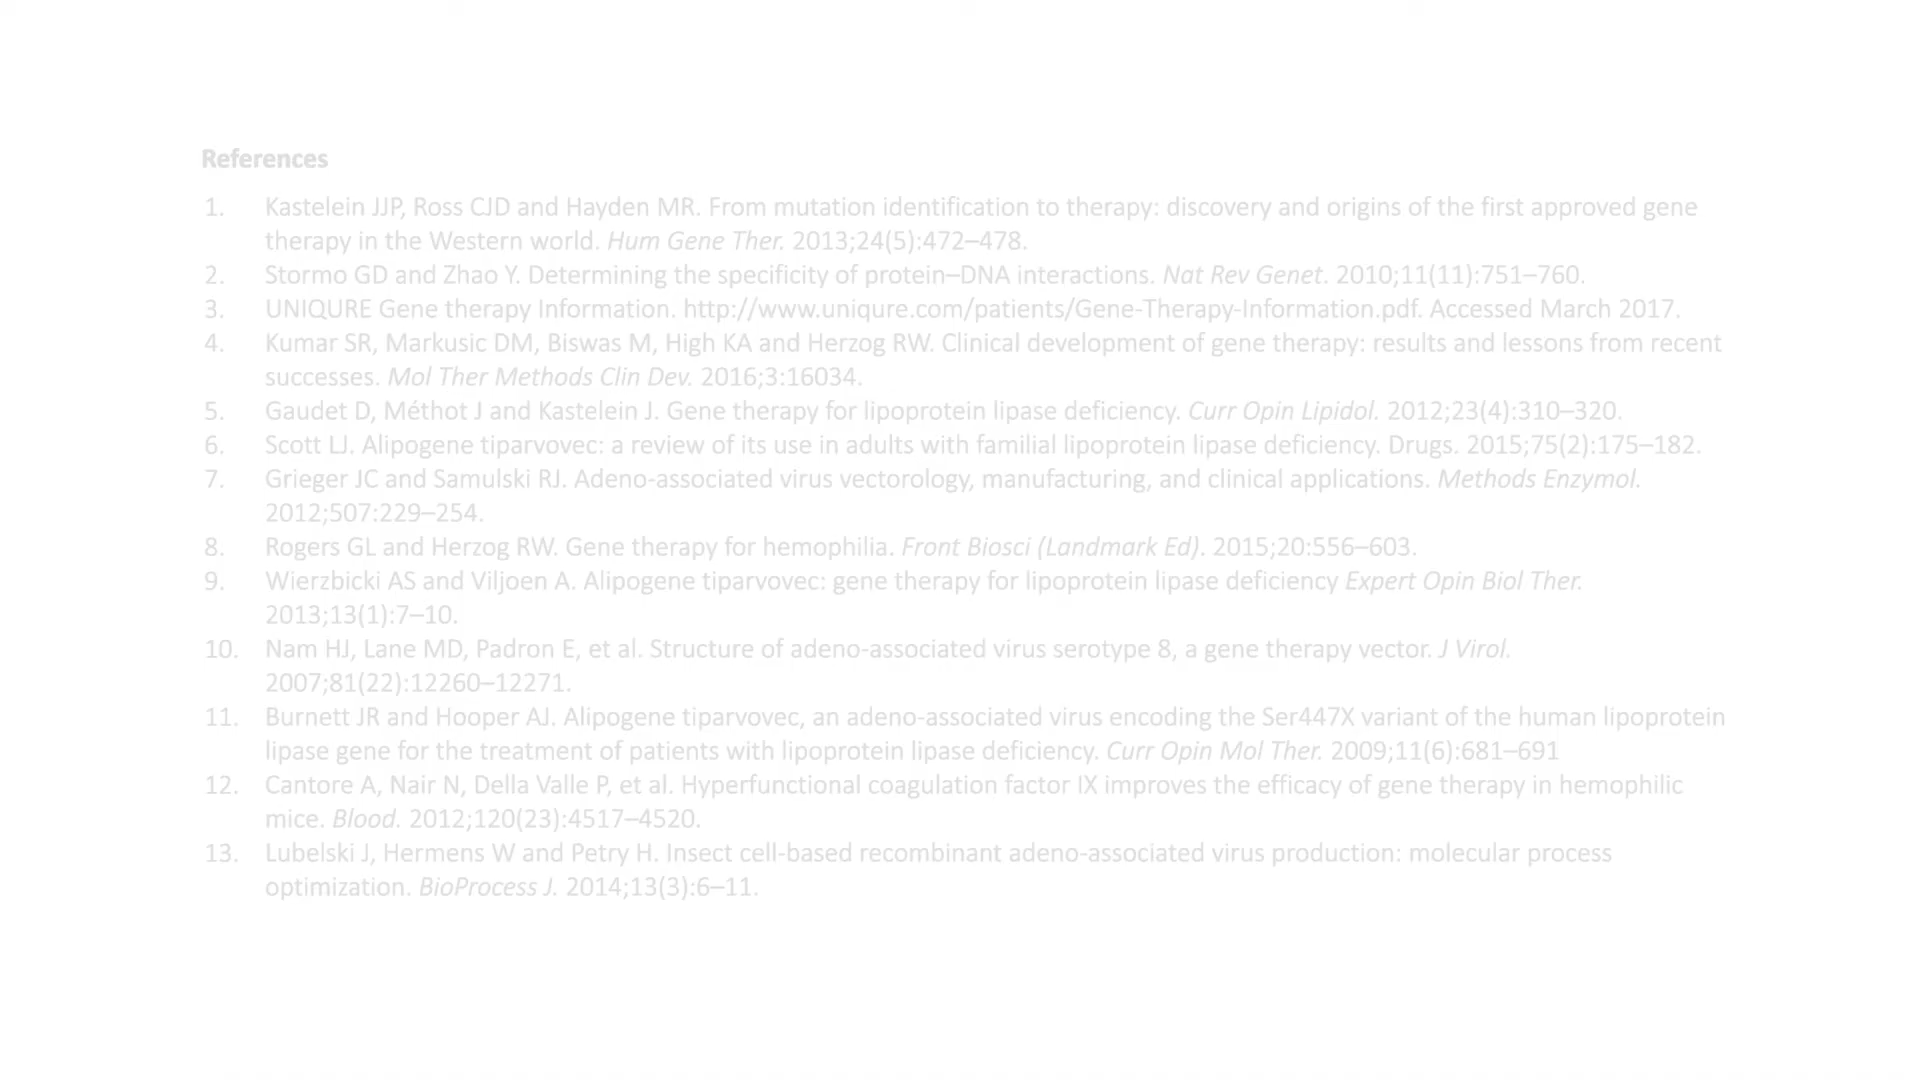 References
1. Kastelein JJP, Ross CJD and Hayden MR. From mutation identification to therapy: discovery and origins of the first approved gene
therapy in the Western world. Hum Gene Ther. 2013;24(5):472–478.
2. Stormo GD and Zhao Y. Determining the specificity of protein–DNA interactions. Nat Rev Genet. 2010;11(11):751–760.
3. UNIQURE Gene therapy Information. http://www.uniqure.com/patients/Gene-Therapy-Information.pdf. Accessed March 2017.
4. Kumar SR, Markusic DM, Biswas M, High KA and Herzog RW. Clinical development of gene therapy: results and lessons from recent
successes. Mol Ther Methods Clin Dev. 2016;3:16034.
5. Gaudet D, Méthot J and Kastelein J. Gene therapy for lipoprotein lipase deficiency. Curr Opin Lipidol. 2012;23(4):310–320.
6. Scott LJ. Alipogene tiparvovec: a review of its use in adults with familial lipoprotein lipase deficiency. Drugs. 2015;75(2):175–182.
7. Grieger JC and Samulski RJ. Adeno-associated virus vectorology, manufacturing, and clinical applications. Methods Enzymol.
2012;507:229–254.
8. Rogers GL and Herzog RW. Gene therapy for hemophilia. Front Biosci (Landmark Ed). 2015;20:556–603.
9. Wierzbicki AS and Viljoen A. Alipogene tiparvovec: gene therapy for lipoprotein lipase deficiency Expert Opin Biol Ther.
2013;13(1):7–10.
10. Nam HJ, Lane MD, Padron E, et al. Structure of adeno-associated virus serotype 8, a gene therapy vector. J Virol.
2007;81(22):12260–12271.
11. Burnett JR and Hooper AJ. Alipogene tiparvovec, an adeno-associated virus encoding the Ser447X variant of the human lipoprotein
lipase gene for the treatment of patients with lipoprotein lipase deficiency. Curr Opin Mol Ther. 2009;11(6):681–691
12. Cantore A, Nair N, Della Valle P, et al. Hyperfunctional coagulation factor IX improves the efficacy of gene therapy in hemophilic
mice. Blood. 2012;120(23):4517–4520.
13. Lubelski J, Hermens W and Petry H. Insect cell-based recombinant adeno-associated virus production: molecular process
optimization. BioProcess J. 2014;13(3):6–11.